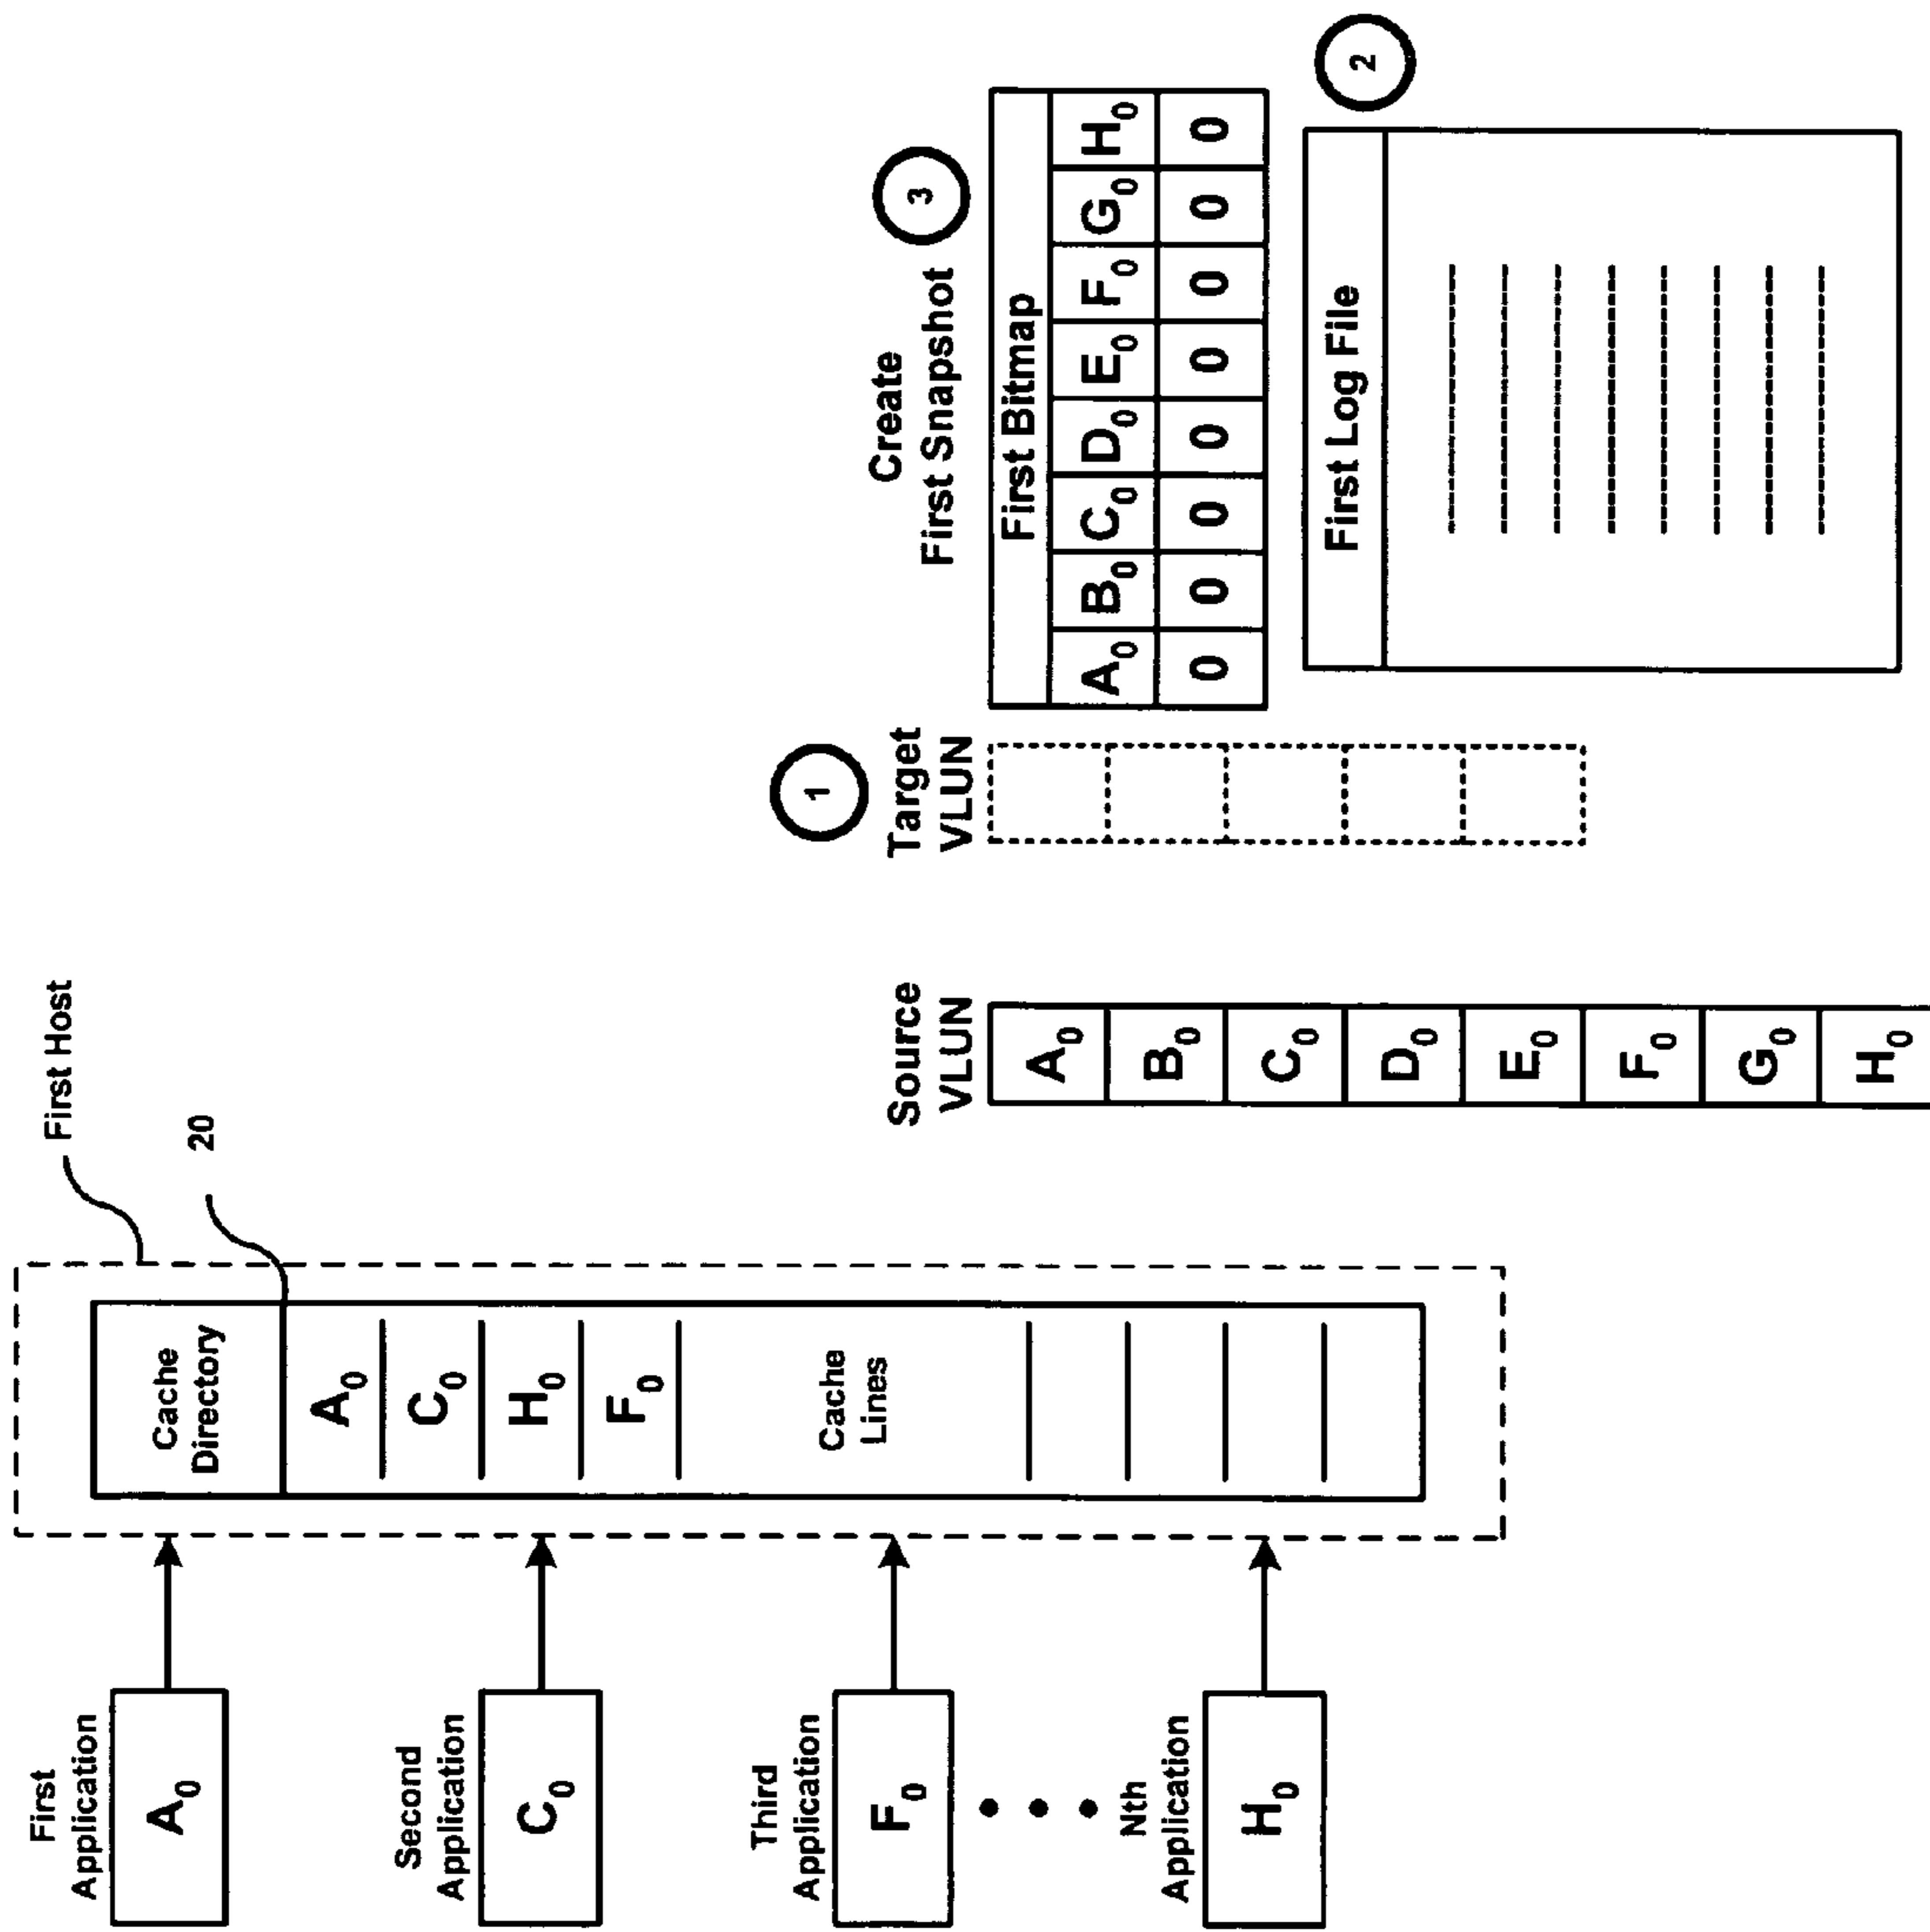 First
Application
A0
Second
Application
C0
Third
Application
F0
Nth
Application
H0
First Host
20
Cache
Directory
A0
C0
H0
F0
Cache
Lines
Source
VLUN
A0
B0
C0
D0
E0
F0
G0
H0
1
Target
VLUN
Create
First Snapshot
3
First Bitmap
A0 B0 C0 D0 E0 F0 G0 H0
0 0 0 0 0 0 0 0
2
First Log File